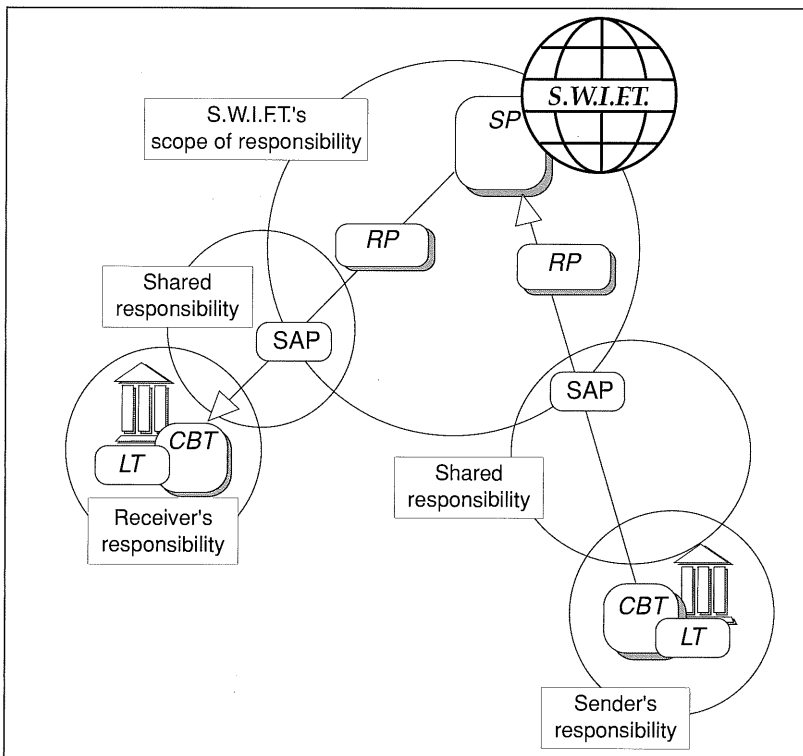 S.W.I.F.T.'s
scope of responsibility
SP
S.W.I.F.T.
RP
RP
Shared
responsibility
SAP
SAP
CBT
LT
Receiver's
responsibility
Shared
responsibility
CBT
LT
Sender's
responsibility